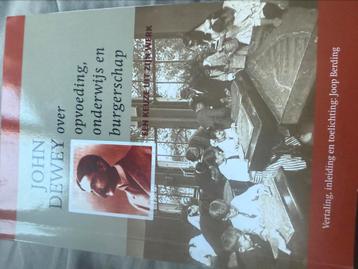 JOHN
DEWEY over
opvoeding,
onderwijs en
burgerschap
EEN KEUZE UIT ZIJN WERK
Vertaling, inleiding en toelichting: Joop Berding